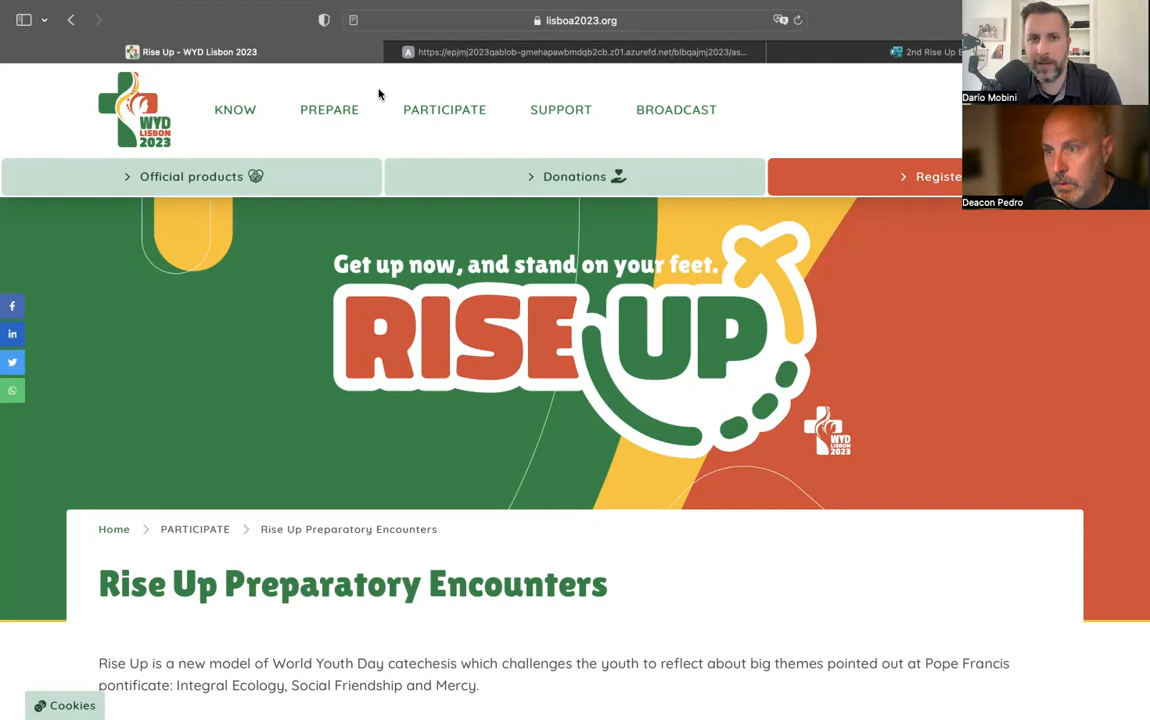 lisboa2023.org
Rise Up - WYD Lisbon 2023
https://epjmj2023qablob-gmehapawbmdqb2cb.z01.azurefd.net/blbqajmj2023/as...
2nd Rise Up E
Dario Mobini
Deacon Pedro
WYD
LISBON
2023
KNOW
PREPARE
PARTICIPATE
SUPPORT
BROADCAST
Official products
Donations
Registe
Get up now, and stand on your feet.
RISE UP
WYD
LISBON
2023
Home > PARTICIPATE > Rise Up Preparatory Encounters
Rise Up Preparatory Encounters
Rise Up is a new model of World Youth Day catechesis which challenges the youth to reflect about big themes pointed out at Pope Francis
pontificate: Integral Ecology, Social Friendship and Mercy.
Cookies